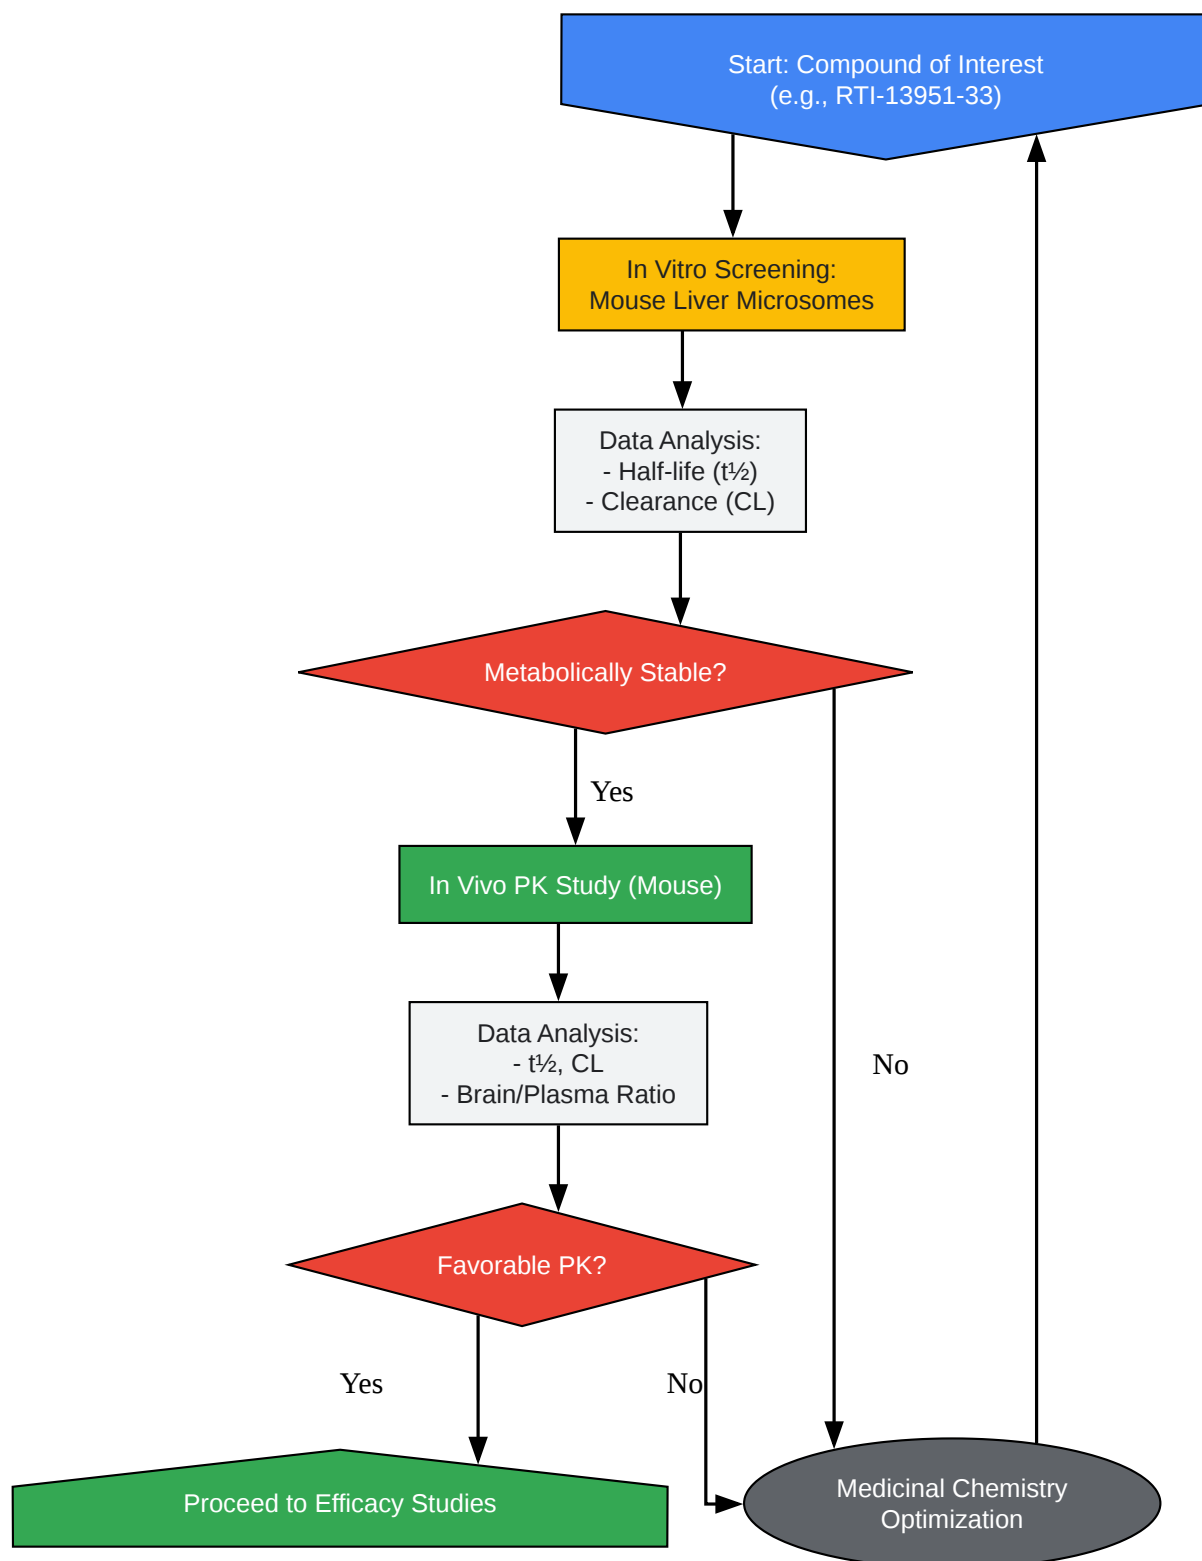 Start: Compound of Interest
(e.g., RTI-13951-33)
In Vitro Screening:
Mouse Liver Microsomes
Data Analysis:
- Half-life (t½)
- Clearance (CL)
Metabolically Stable?
Yes
In Vivo PK Study (Mouse)
Data Analysis:
- t½, CL
- Brain/Plasma Ratio
No
Favorable PK?
Yes
No
Proceed to Efficacy Studies
Medicinal Chemistry
Optimization